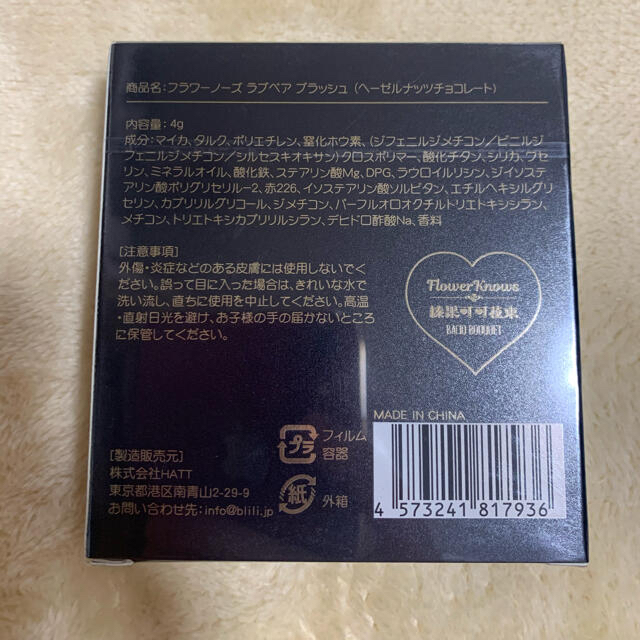 商品名:フラワーノーズ ラブベア ブラッシュ (ヘーゼルナッツチョコレート)
内容量:4g
成分:マイカ、タルク、ポリエチレン、窒化ホウ素、(ジフェニルジメチコン/ビニルジ
フェニルジメチコン/シルセスキオキサン)クロスポリマー、酸化チタン、シリカ、ワセ
リン、ミネラルオイル、酸化鉄、ステアリン酸Mg、DPG、ラウロイルリシン、ジイソステ
アリン酸ポリグリセリル-2、赤226、イソステアリン酸ソルビタン、エチルヘキシルグリ
セリン、カプリリルグリコール、ジメチコン、パーフルオロオクチルトリエトキシシラン、
メチコン、トリエトキシカプリリルシラン、デヒドロ酢酸Na、香料
[注意事項]
外傷・炎症などのある皮膚には使用しないでく
ださい。誤って目に入った場合は、きれいな水で
洗い流し、直ちに使用を中止してください。高温
・直射日光を避け、お子様の手の届かないところ
に保管してください。
FlowerKnows
榛果可可花束
BACIO BOUQUET
MADE IN CHINA
プラ
フィルム
容器
紙
外箱
[製造販売元]
株式会社HATT
東京都港区南青山2-29-9
お問い合わせ先:info@blili.jp
4 573241 817936